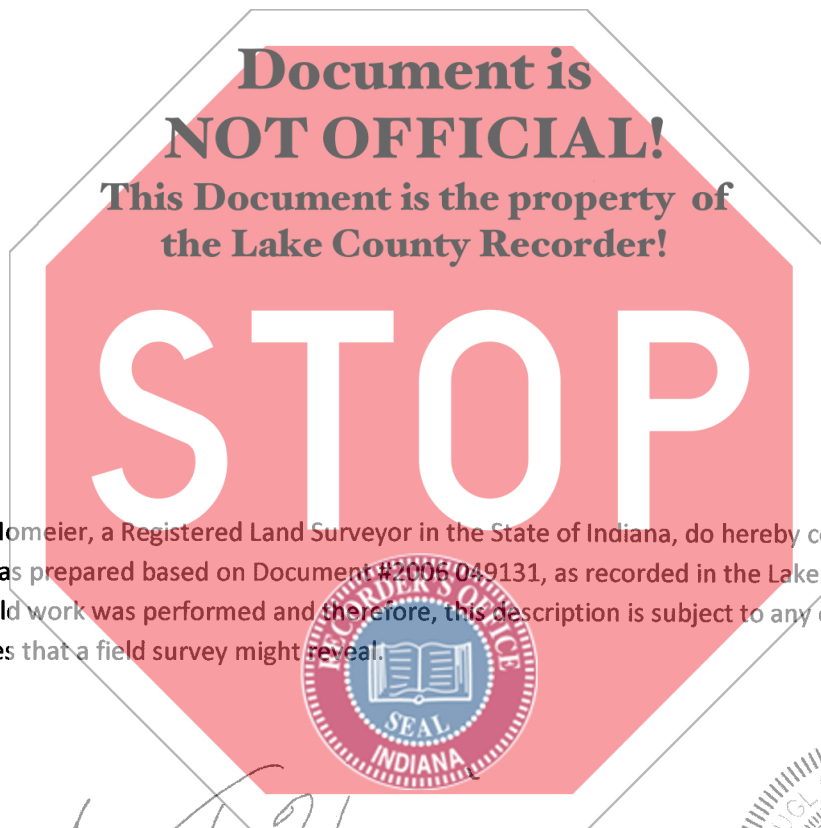 Document is
NOT OFFICIAL!
This Document is the property of
the Lake County Recorder!
STOP
lomeier, a Registered Land Surveyor in the State of Indiana, do hereby c
as prepared based on Document #2006 049131, as recorded in the Lake
ld work was performed and therefore, this description is subject to any
es that a field survey might reveal.
RECORDER'S OFFICE
SEAL
INDIANA